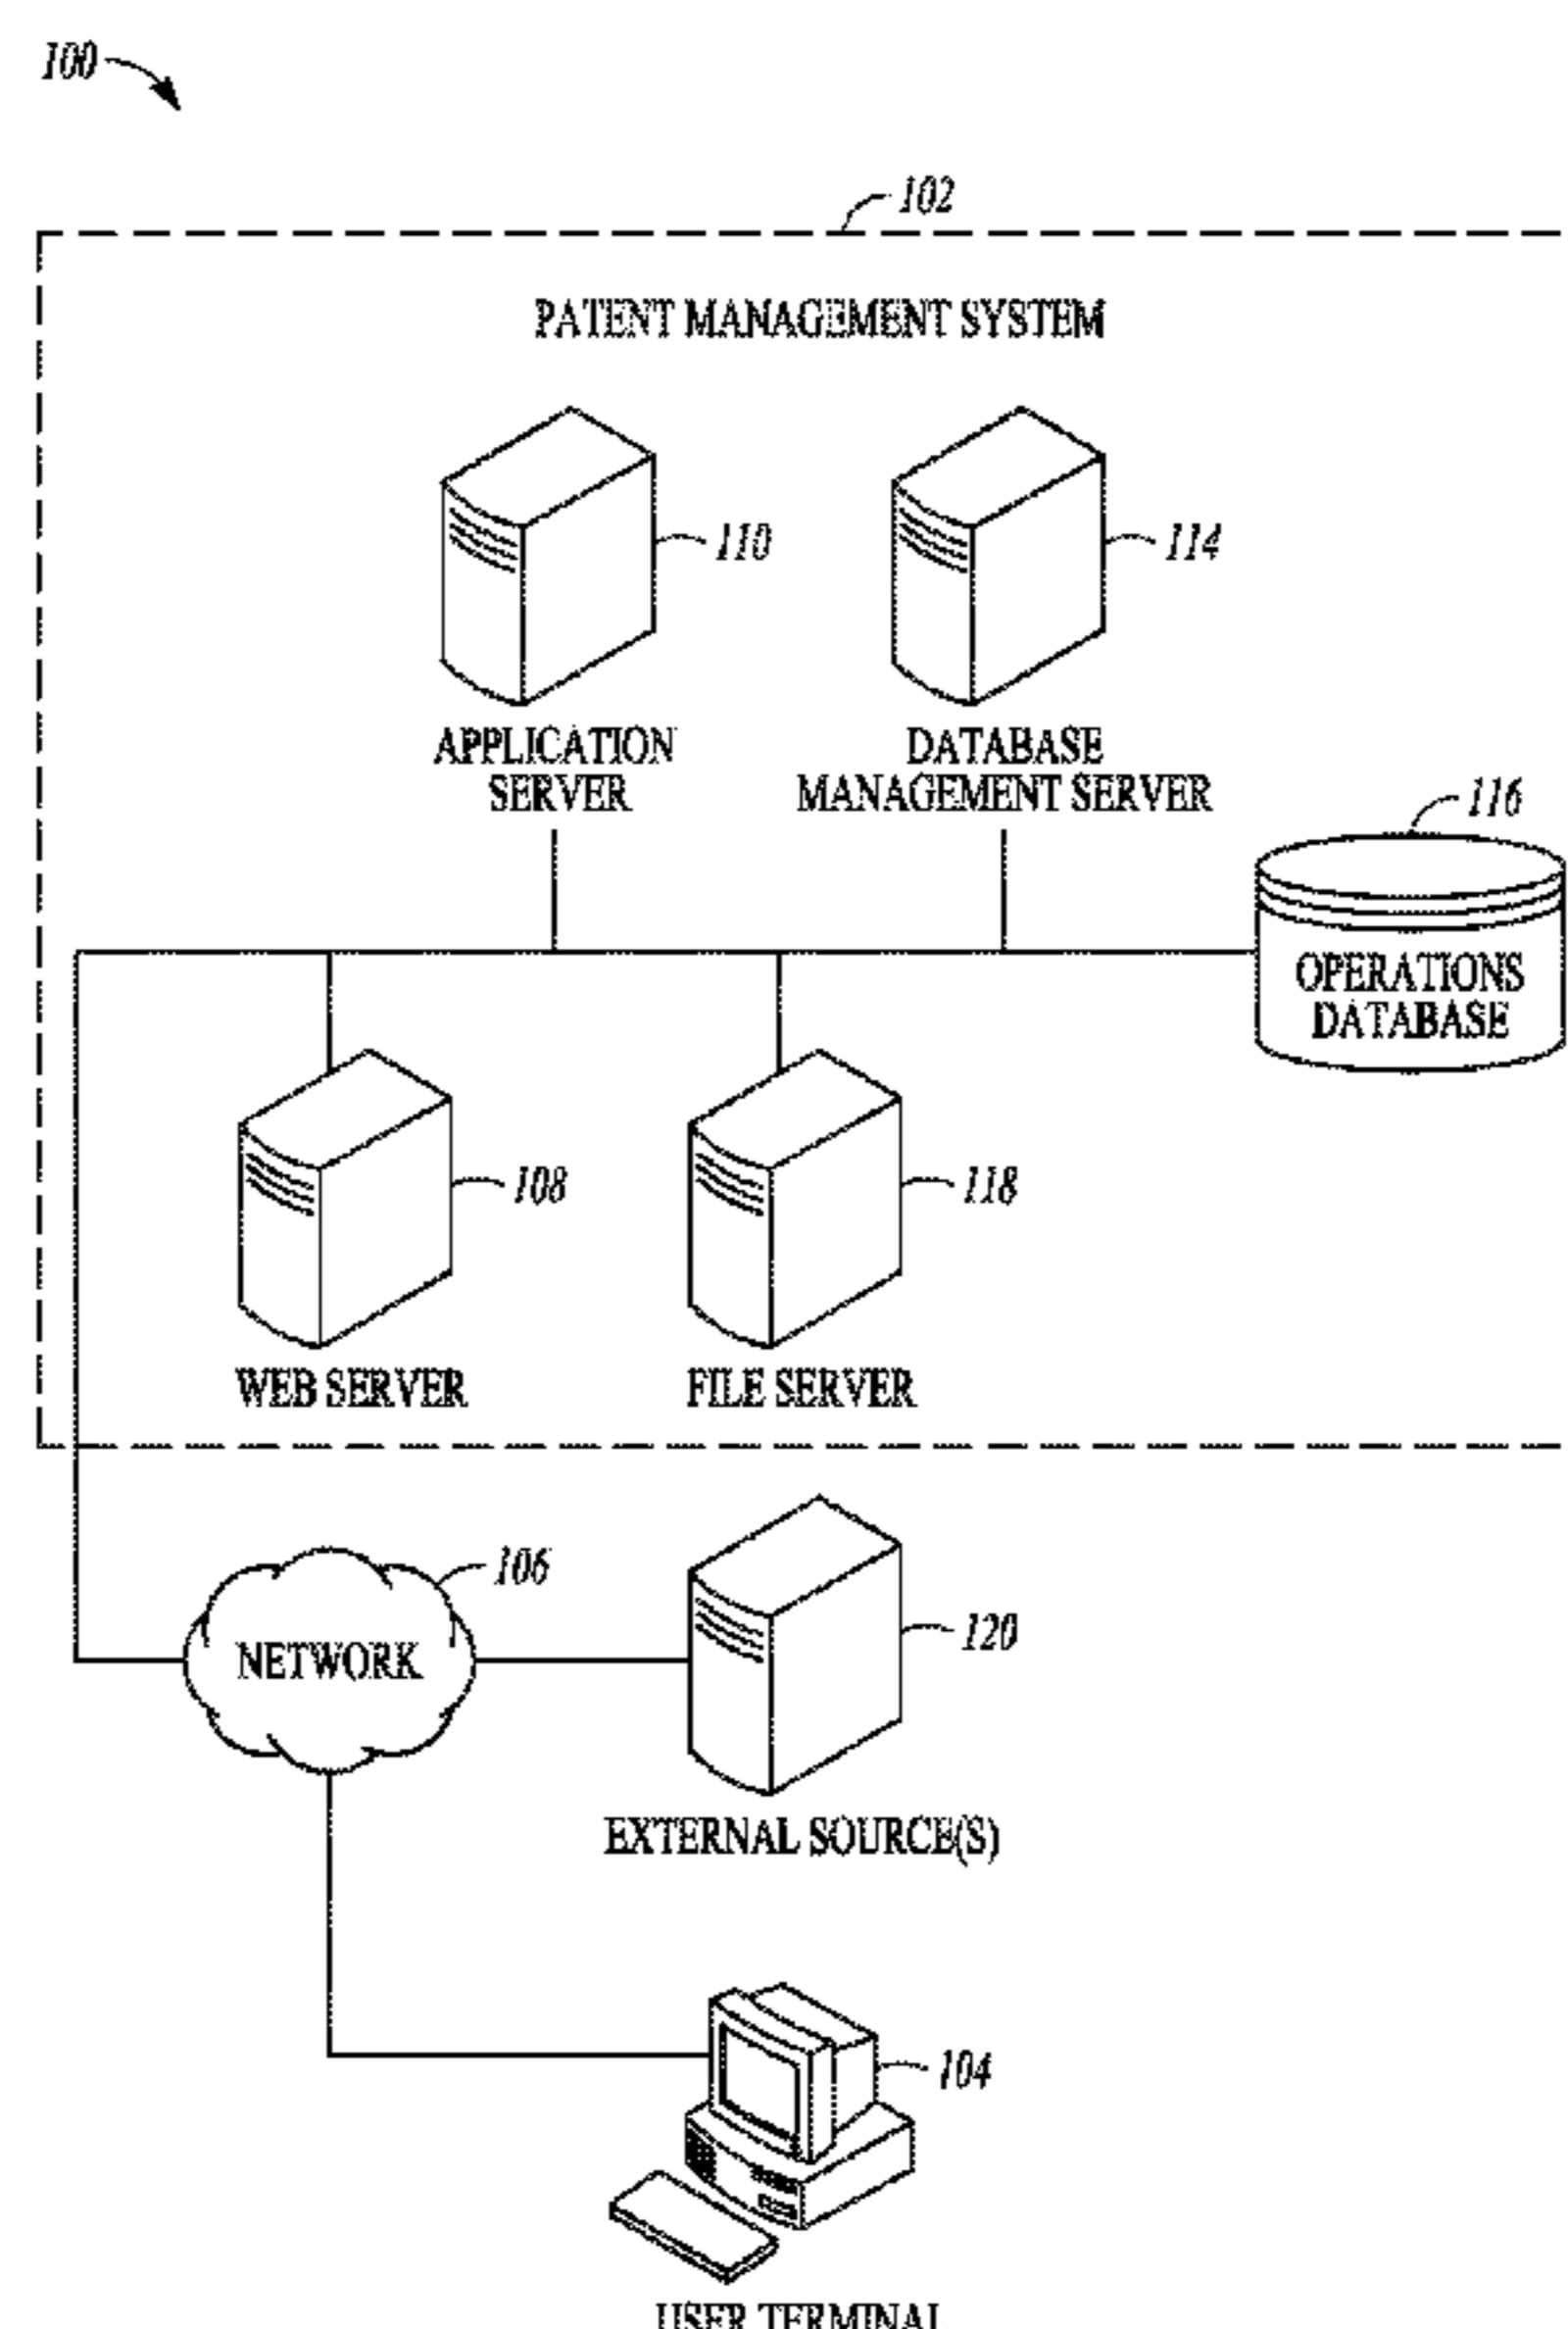 100
102
PATENT MANAGEMENT SYSTEM
110
114
APPLICATION
SERVER
DATABASE
MANAGEMENT SERVER
116
OPERATIONS
DATABASE
108
118
WEB SERVER
FILE SERVER
106
NETWORK
120
EXTERNAL SOURCE(S)
104
USER TERMINAL